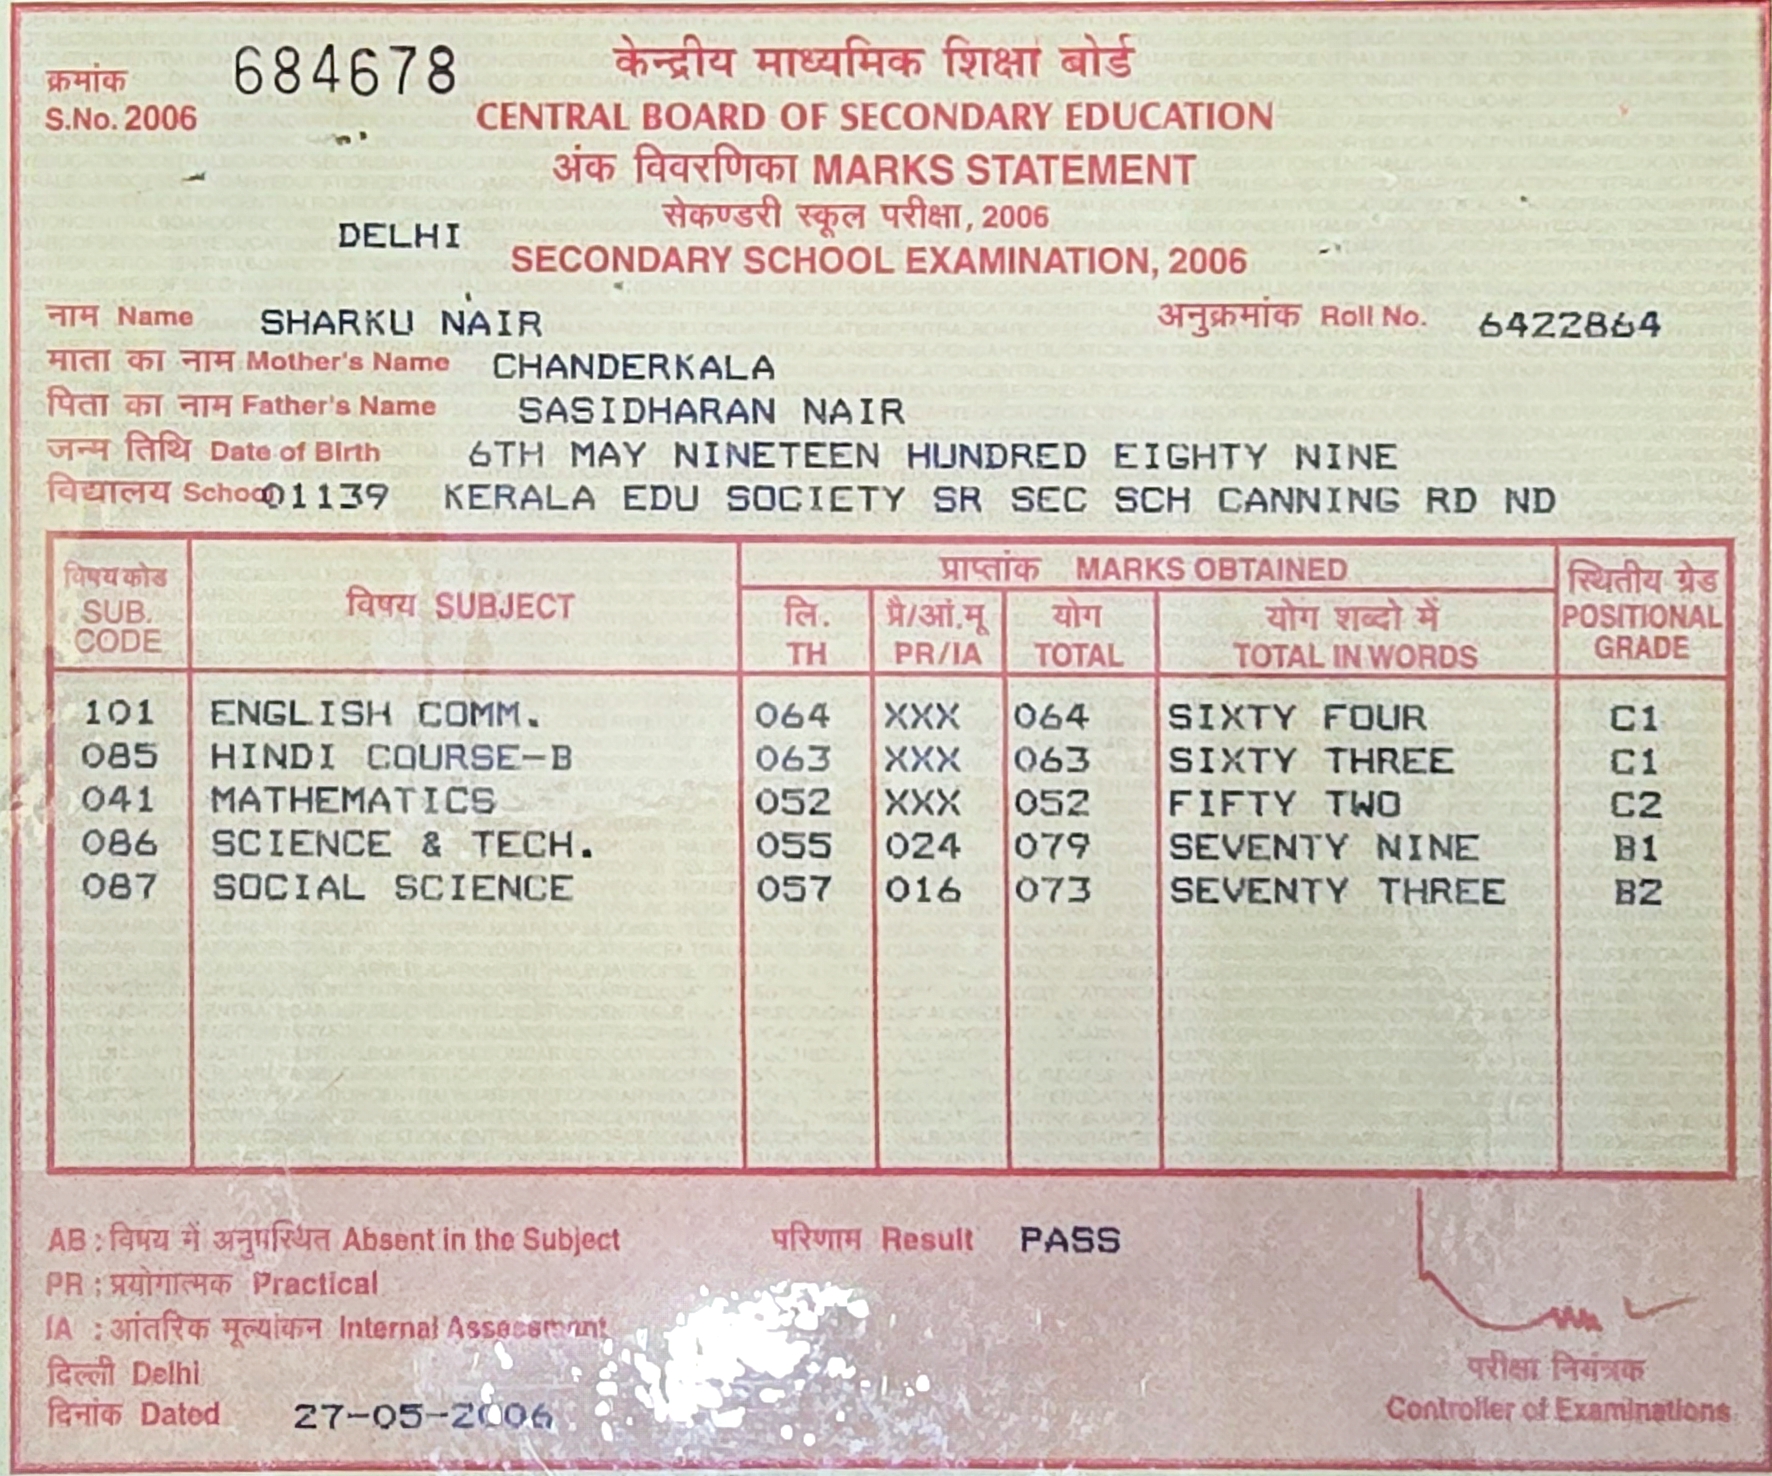 क्रमांक 684678
S.No. 2006
केन्द्रीय माध्यमिक शिक्षा बोर्ड
CENTRAL BOARD OF SECONDARY EDUCATION
अंक विवरणिका MARKS STATEMENT
सेकण्डरी स्कूल परीक्षा, 2006
DELHI
SECONDARY SCHOOL EXAMINATION, 2006
नाम Name SHARKU NAIR अनुक्रमांक Roll No. 6422864
माता का नाम Mother's Name CHANDERKALA
पिता का नाम Father's Name SASIDHARAN NAIR
जन्म तिथि Date of Birth 6TH MAY NINETEEN HUNDRED EIGHTY NINE
विद्यालय School 01139 KERALA EDU SOCIETY SR SEC SCH CANNING RD ND
विषय कोड SUB. CODE विषय SUBJECT प्राप्तांक MARKS OBTAINED स्थितीय ग्रेड POSITIONAL GRADE
लि. प्रै/आं.मू योग योग शब्दो में
TH PR/IA TOTAL TOTAL IN WORDS
101 ENGLISH COMM. 064 XXX 064 SIXTY FOUR C1
085 HINDI COURSE-B 063 XXX 063 SIXTY THREE C1
041 MATHEMATICS 052 XXX 052 FIFTY TWO C2
086 SCIENCE & TECH. 055 024 079 SEVENTY NINE B1
087 SOCIAL SCIENCE 057 016 073 SEVENTY THREE B2
AB : विषय में अनुपस्थित Absent in the Subject परिणाम Result PASS
PR : प्रयोगात्मक Practical
IA : आंतरिक मूल्यांकन Internal Assessment
दिल्ली Delhi
दिनांक Dated 27-05-2006
परीक्षा नियंत्रक
Controller of Examinations